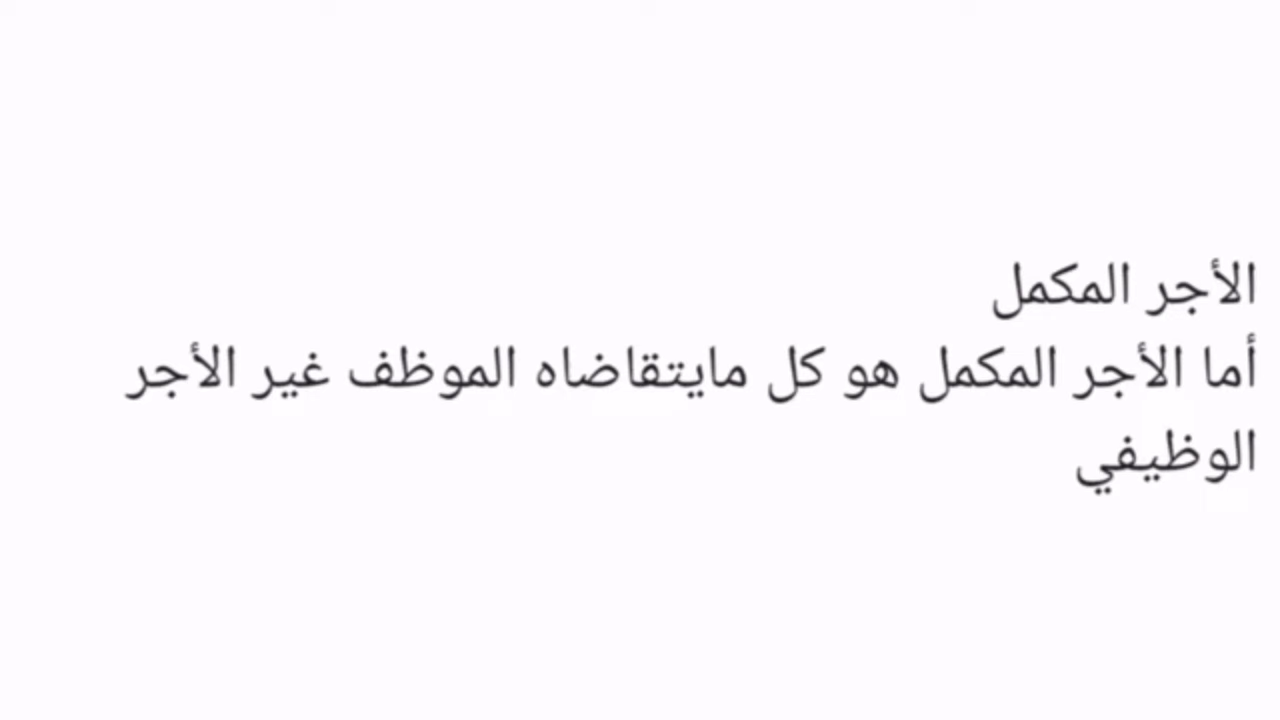 الأجر المكمل
أما الأجر المكمل هو كل مايتقاضاه الموظف غير الأجر
الوظيفي